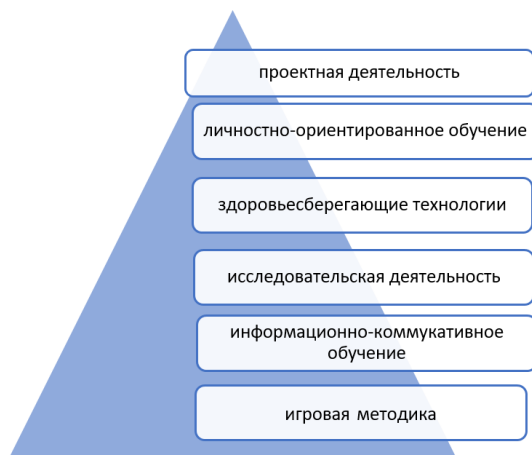 проектная деятельность
личностно-ориентированное обучение
здоровьесберегающие технологии
исследовательская деятельность
информационно-коммукативное
обучение
игровая методика